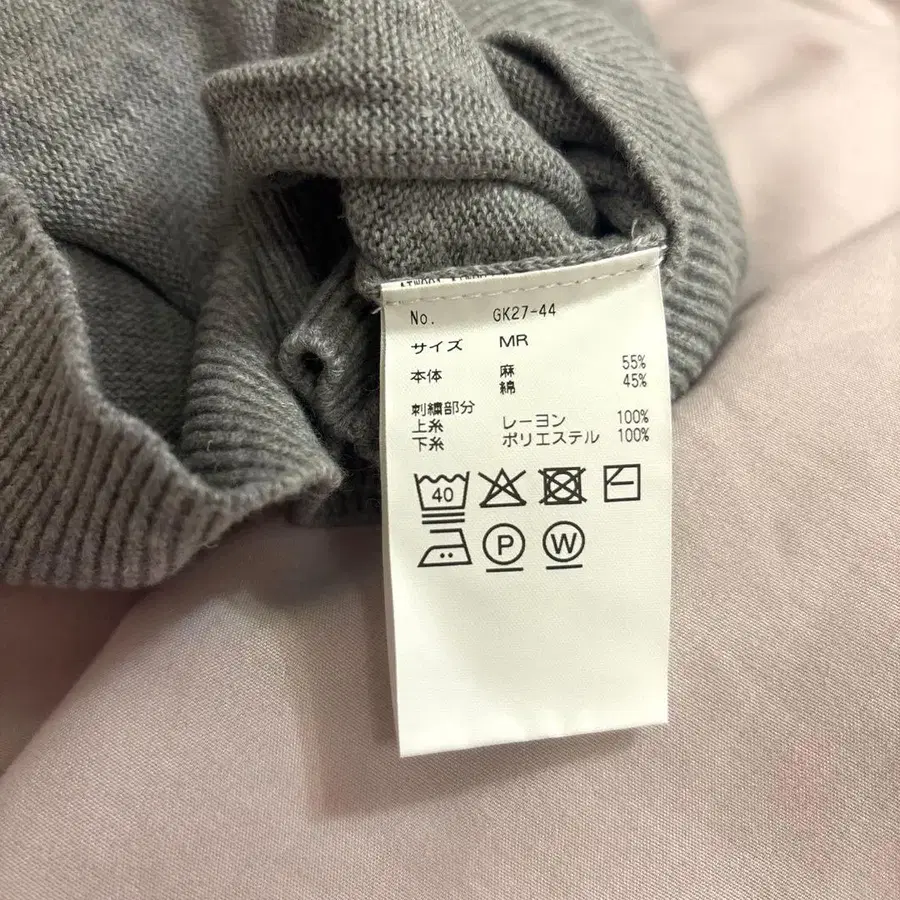 No. GK27-44
サイズ MR
本体 麻 55%
綿 45%
刺繍部分
上糸 レーヨン 100%
下糸 ポリエステル 100%
40
P W